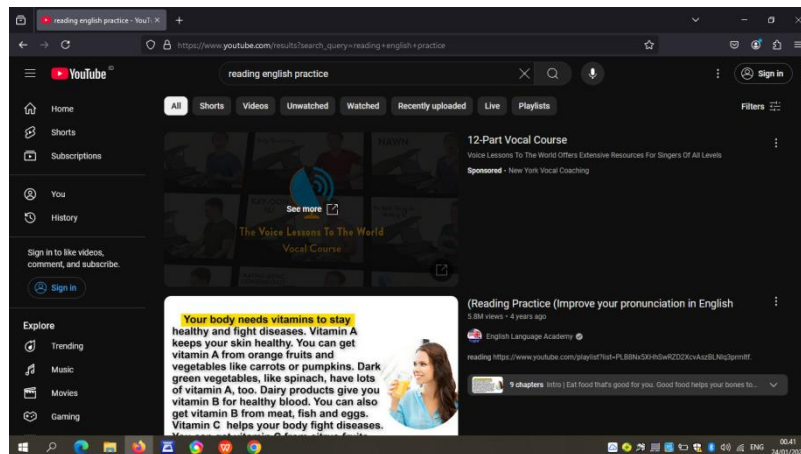 reading english practice - YouT
https://www.youtube.com/results?search_query=reading+english+practice
YouTube ID
reading english practice
Sign in
All Shorts Videos Unwatched Watched Recently uploaded Live Playlists
Filters
Home
Shorts
Subscriptions
You
History
Sign in to like videos,
comment, and subscribe.
Sign in
Explore
Trending
Music
Movies
Gaming
See more
The Voice Lessons To The World
Vocal Course
12-Part Vocal Course
Voice Lessons To The World Offers Extensive Resources For Singers Of All Levels
Sponsored · New York Vocal Coaching
Your body needs vitamins to stay
healthy and fight diseases. Vitamin A
keeps your skin healthy. You can get
vitamin A from orange fruits and
vegetables like carrots or pumpkins. Dark
green vegetables, like spinach, have lots
of vitamin A, too. Dairy products give you
vitamin B for healthy blood. You can also
get vitamin B from meat, fish and eggs.
Vitamin C helps your body fight diseases.
(Reading Practice (Improve your pronunciation in English
5.8M views • 4 years ago
English Language Academy
reading
9 chapters Intro | Eat food that's good for you. Good food helps your bones to...
ENG
00.41